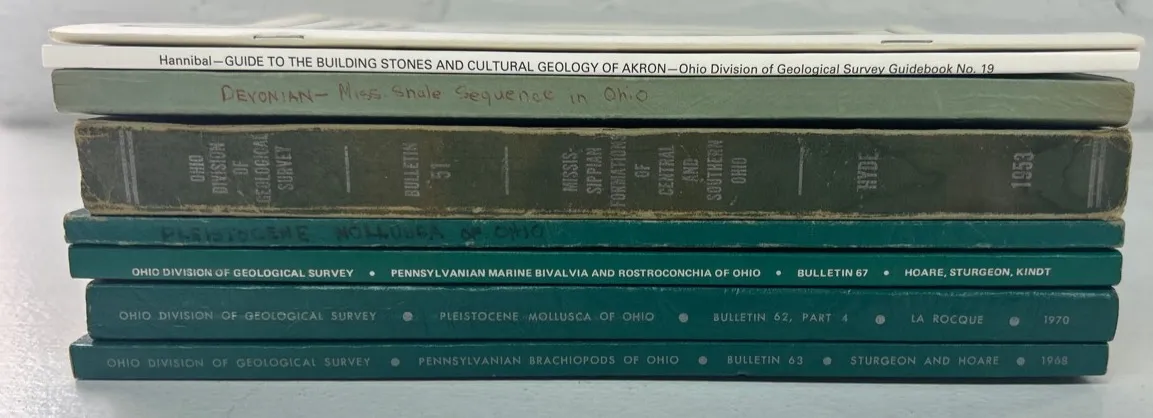 Hannibal—GUIDE TO THE BUILDING STONES AND CULTURAL GEOLOGY OF AKRON—Ohio Division of Geological Survey Guidebook No. 19
DEVONIAN— Miss. Shale Sequence in Ohio
OHIO
DIVISION
OF
GEOLOGICAL
SURVEY
BULLETIN
51
MISSIS-
SIPPIAN
FORMATIONS
OF
CENTRAL
AND
SOUTHERN
OHIO
HYDE
1953
PLEISTOCENE MOLLUSCA OF OHIO
OHIO DIVISION OF GEOLOGICAL SURVEY • PENNSYLVANIAN MARINE BIVALVIA AND ROSTROCONCHIA OF OHIO • BULLETIN 67 • HOARE, STURGEON, KINDT
OHIO DIVISION OF GEOLOGICAL SURVEY • PLEISTOCENE MOLLUSCA OF OHIO • BULLETIN 62, PART 4 • LA ROCQUE • 1970
OHIO DIVISION OF GEOLOGICAL SURVEY • PENNSYLVANIAN BRACHIOPODS OF OHIO • BULLETIN 63 • STURGEON AND HOARE • 1968